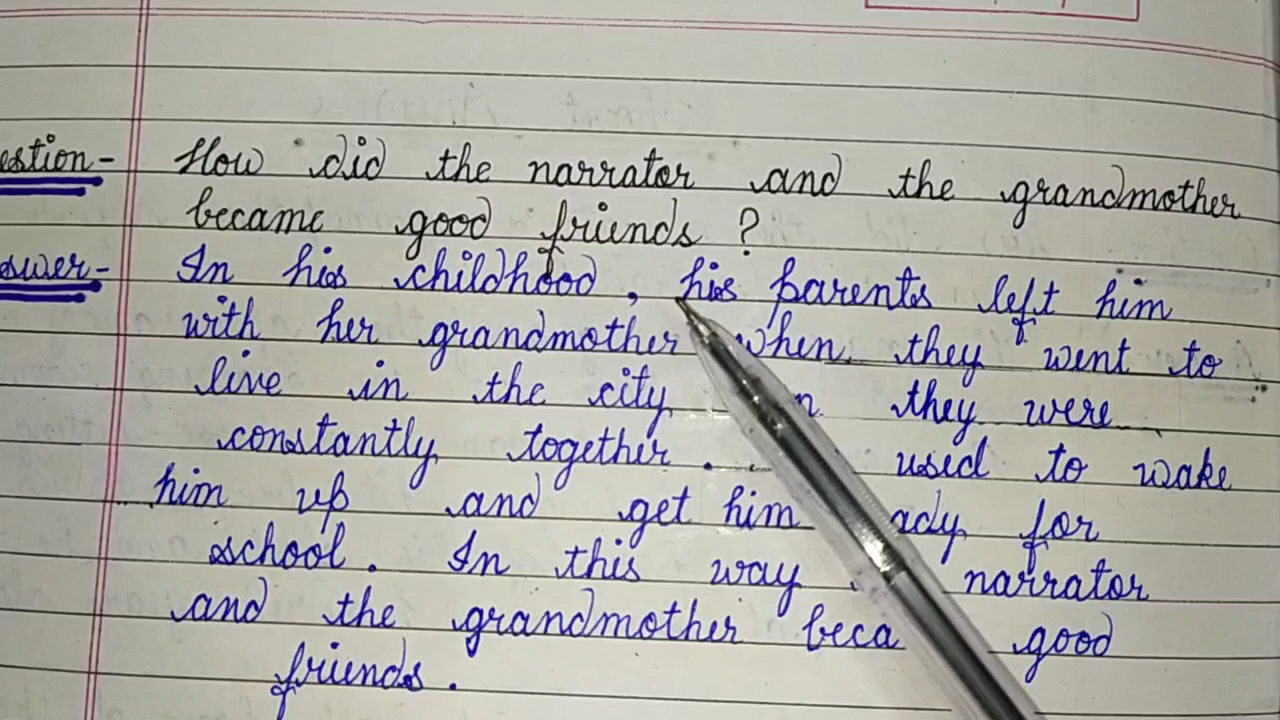 estion- How did the narrator and the grandmother
became good friends ?
swer- In his childhood, his parents left him
with her grandmother when they went to
live in the city n they were
constantly together. used to wake
him up and get him ady for
school. In this way narrator
and the grandmother beca good
friends.